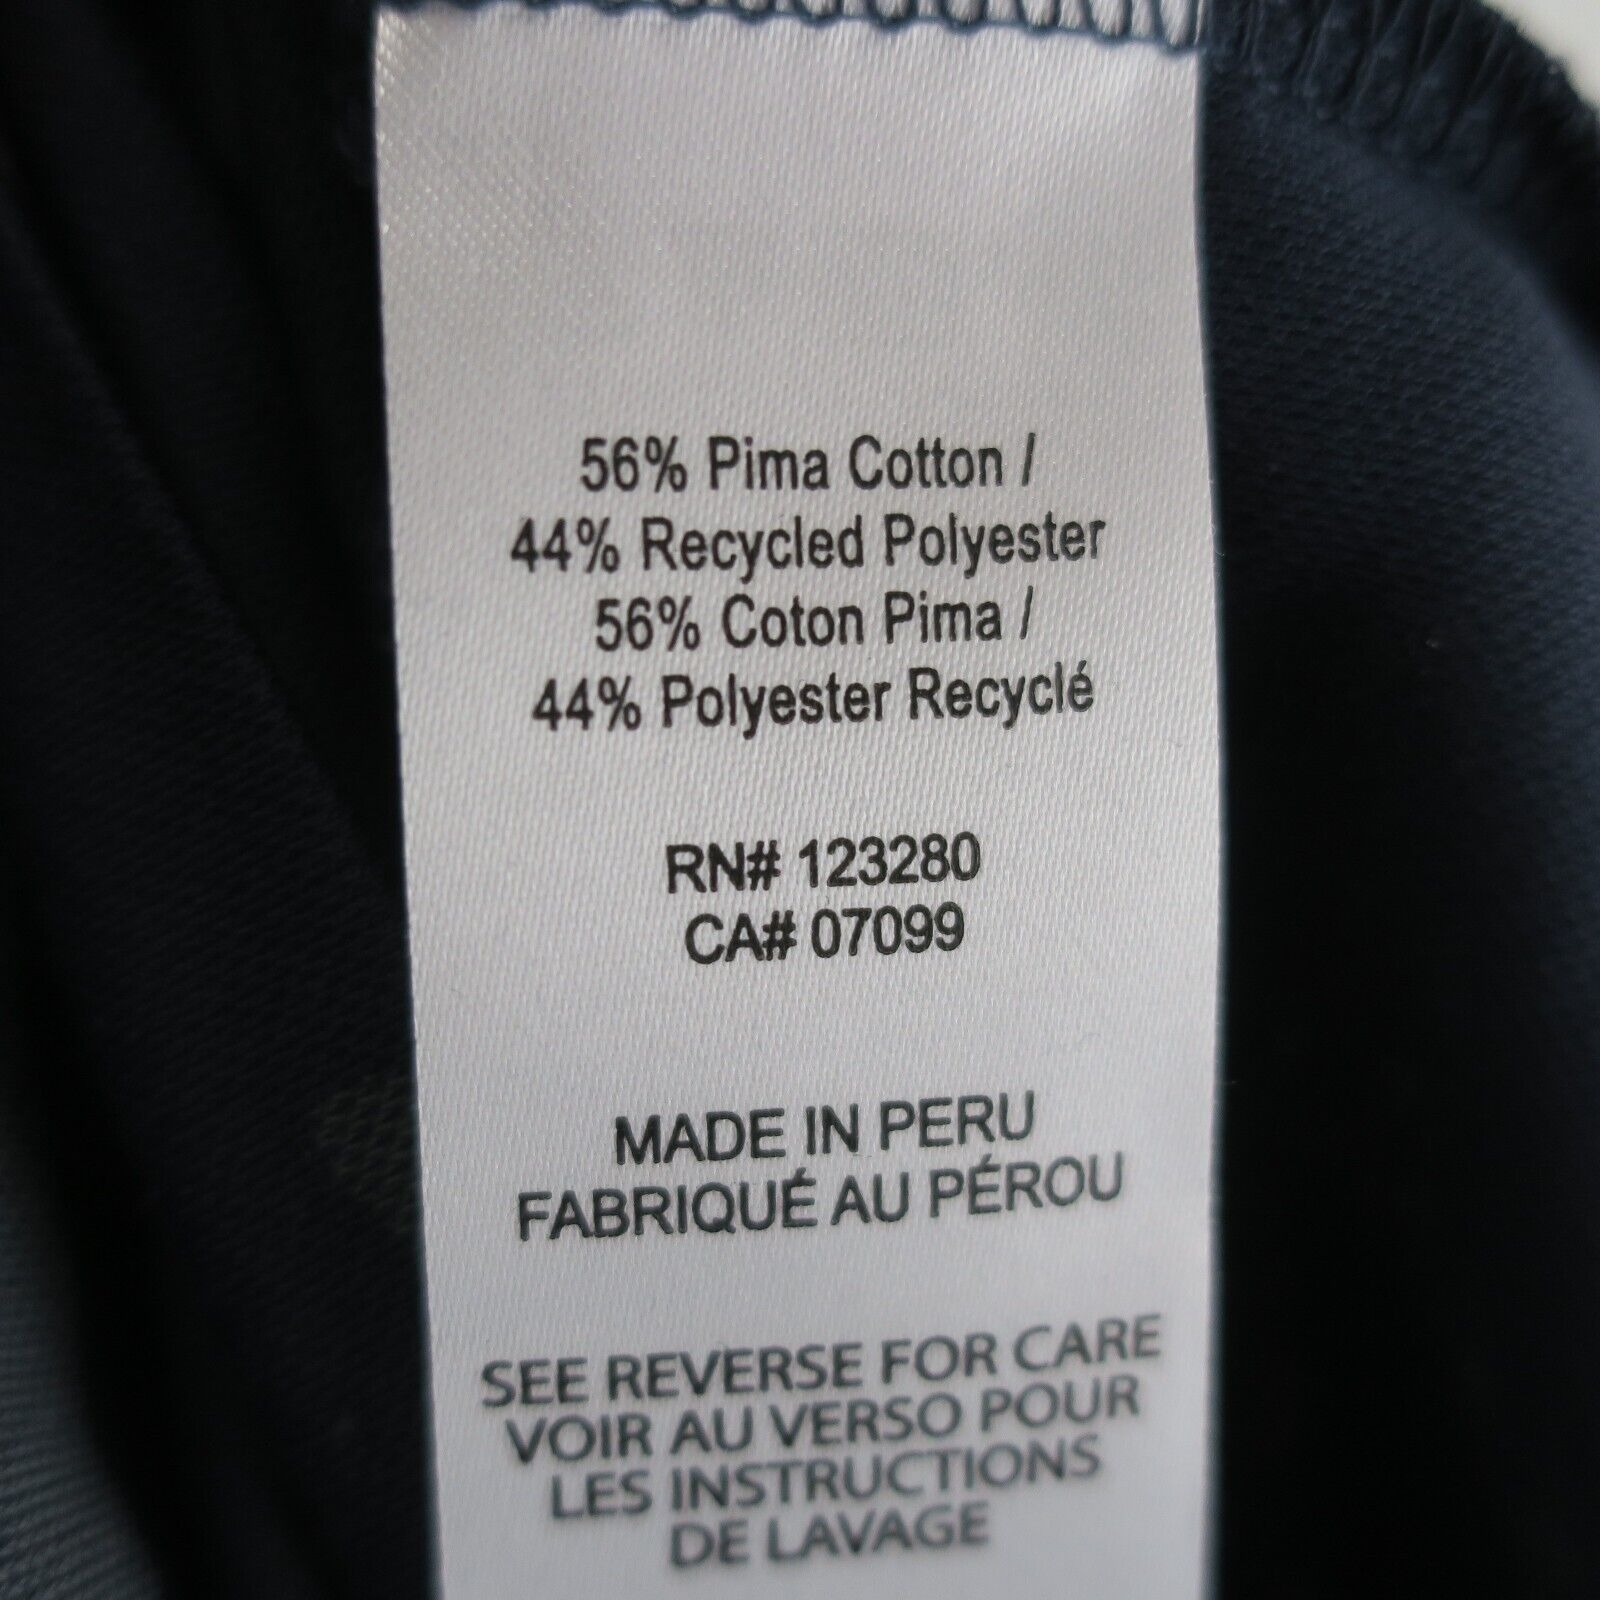 56% Pima Cotton /
44% Recycled Polyester
56% Coton Pima /
44% Polyester Recyclé
RN# 123280
CA# 07099
MADE IN PERU
FABRIQUÉ AU PÉROU
SEE REVERSE FOR CARE
VOIR AU VERSO POUR
LES INSTRUCTIONS
DE LAVAGE